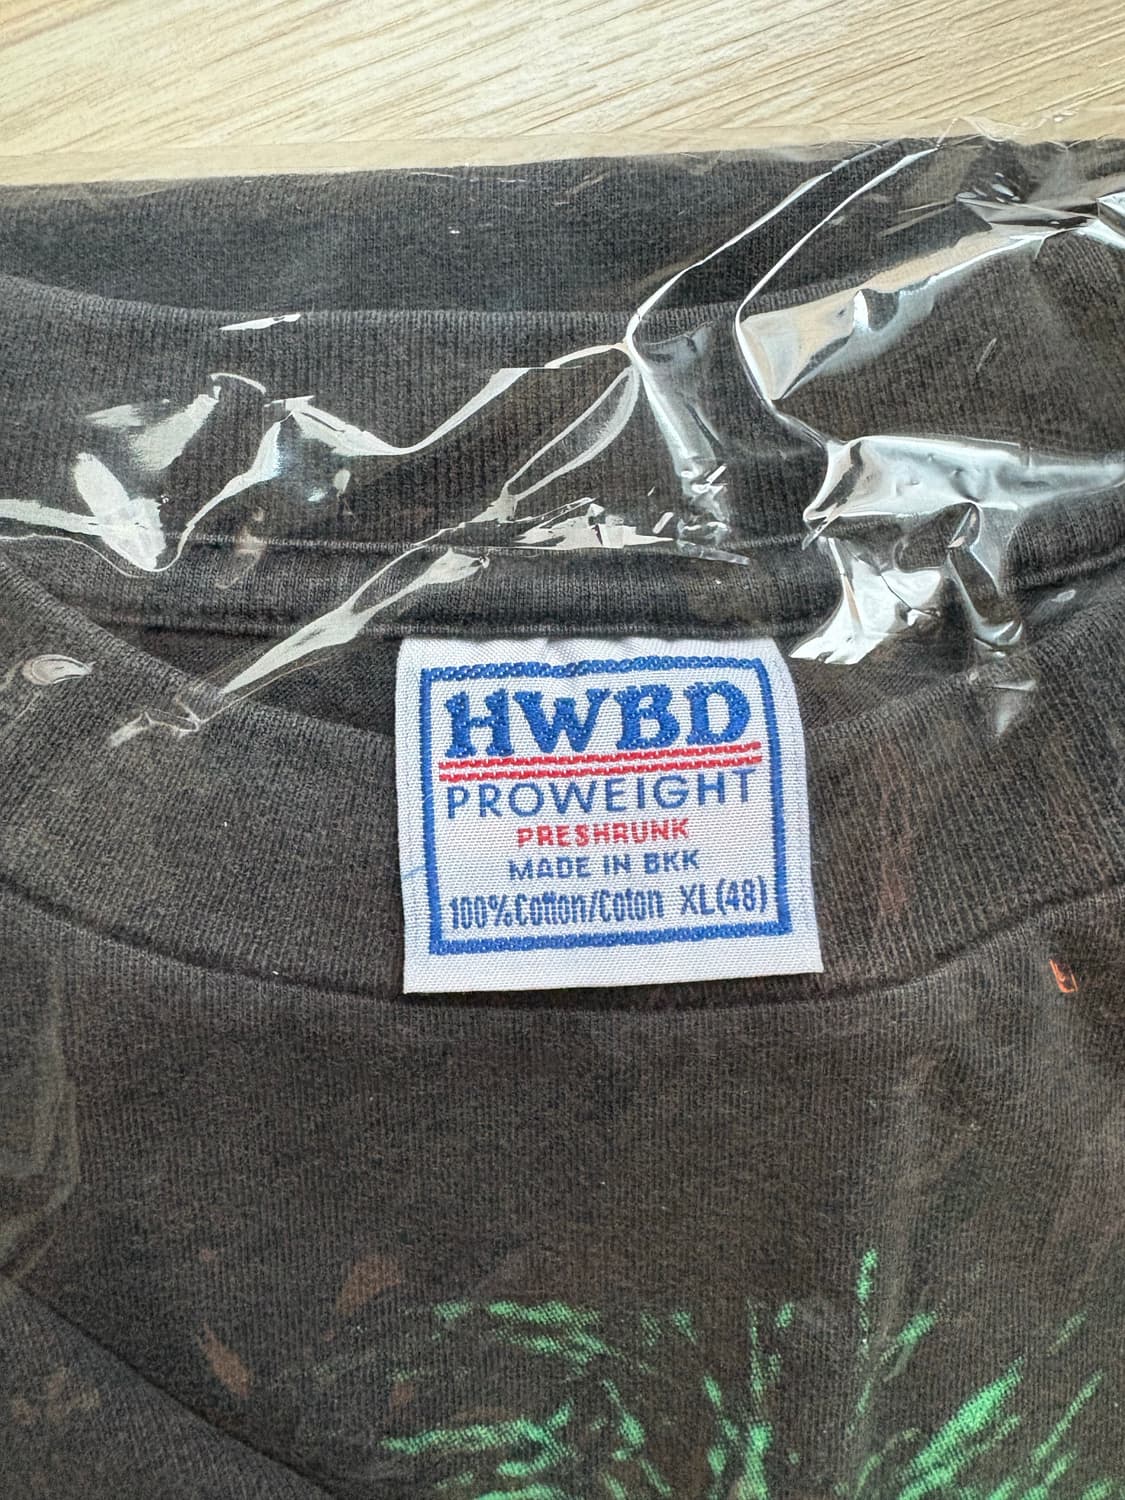 HWBD
PROWEIGHT
PRESHRUNK
MADE IN BKK
100%Cotton/Coton XL(48)